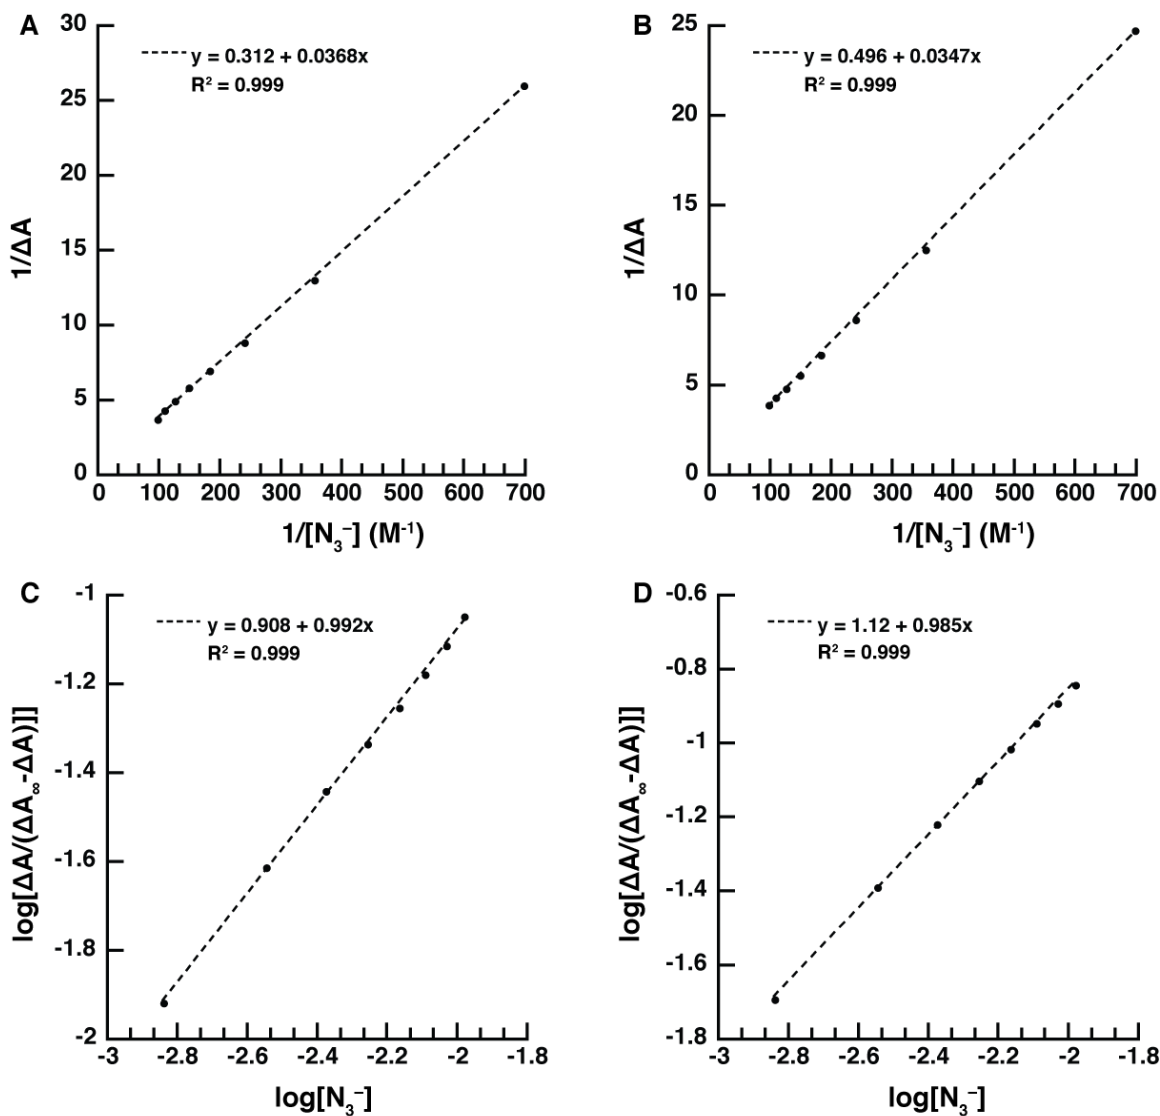 A
30
25
20
15
10
5
0
0 100 200 300 400 500 600 700
1/ΔA
1/[N₃⁻] (M⁻¹)
y = 0.312 + 0.0368x
R² = 0.999
B
25
20
15
10
5
0
0 100 200 300 400 500 600 700
1/ΔA
1/[N₃⁻] (M⁻¹)
y = 0.496 + 0.0347x
R² = 0.999
C
-1
-1.2
-1.4
-1.6
-1.8
-2
-3 -2.8 -2.6 -2.4 -2.2 -2 -1.8
log[ΔA/(ΔA∞-ΔA)]]
log[N₃⁻]
y = 0.908 + 0.992x
R² = 0.999
D
-0.6
-0.8
-1
-1.2
-1.4
-1.6
-1.8
-3 -2.8 -2.6 -2.4 -2.2 -2 -1.8
log[ΔA/(ΔA∞-ΔA)]]
log[N₃⁻]
y = 1.12 + 0.985x
R² = 0.999